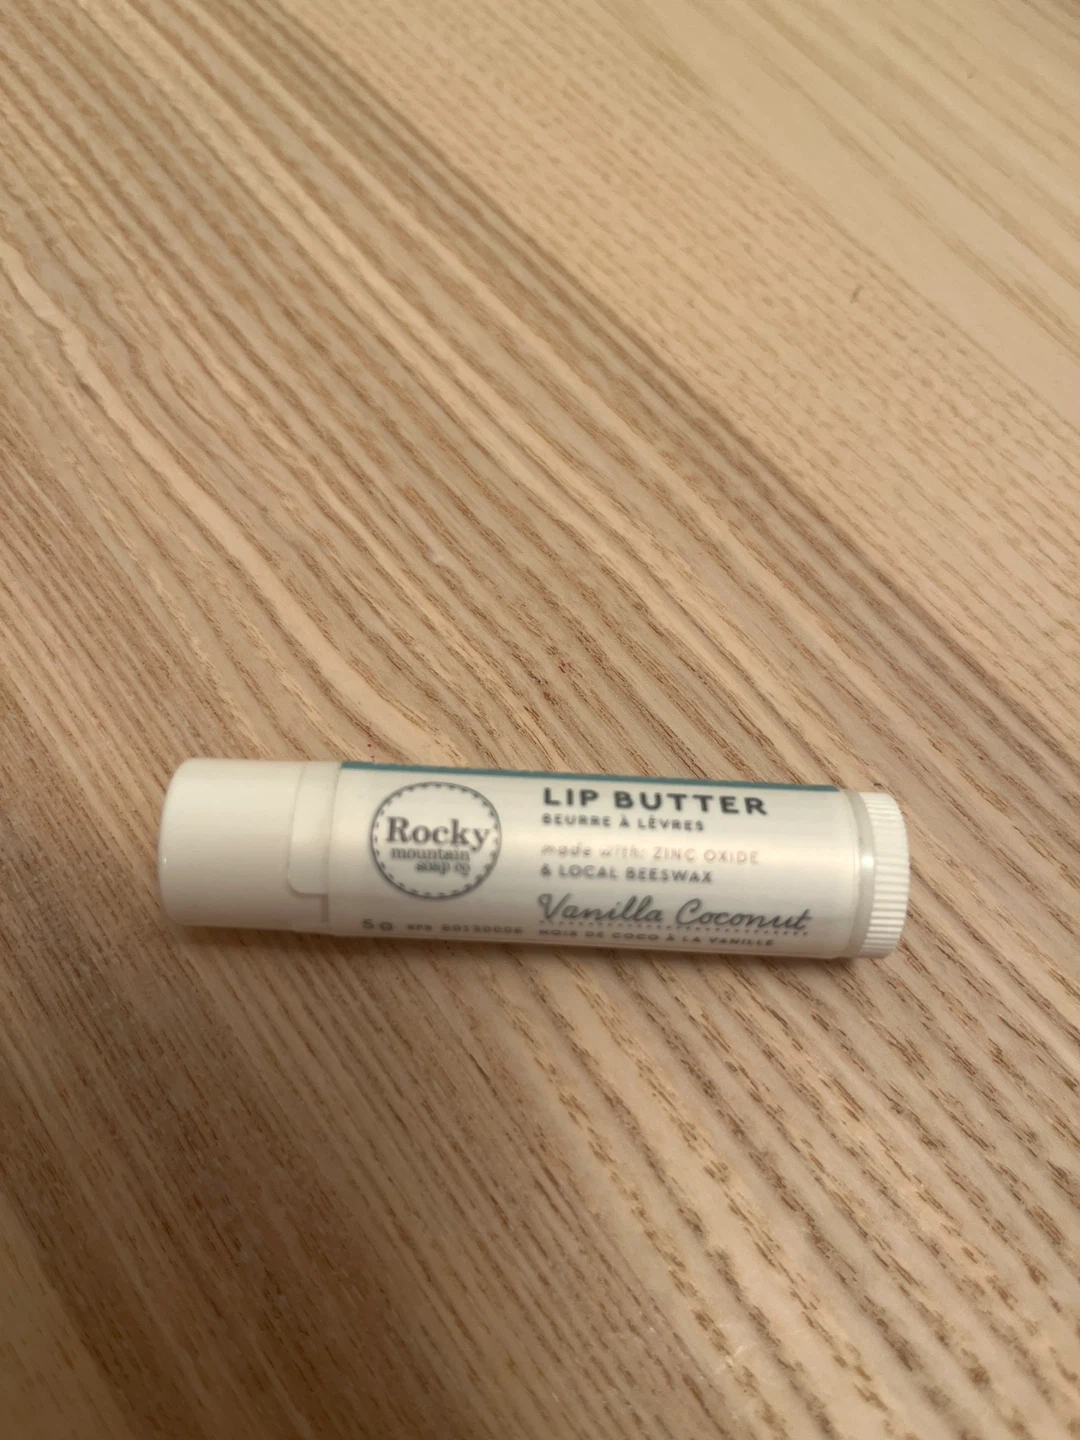 Rocky
mountain
soap co
LIP BUTTER
BEURRE À LÈVRES
made with: ZINC OXIDE
& LOCAL BEESWAX
Vanilla Coconut
NOIX DE COCO À LA VANILLE
5 g